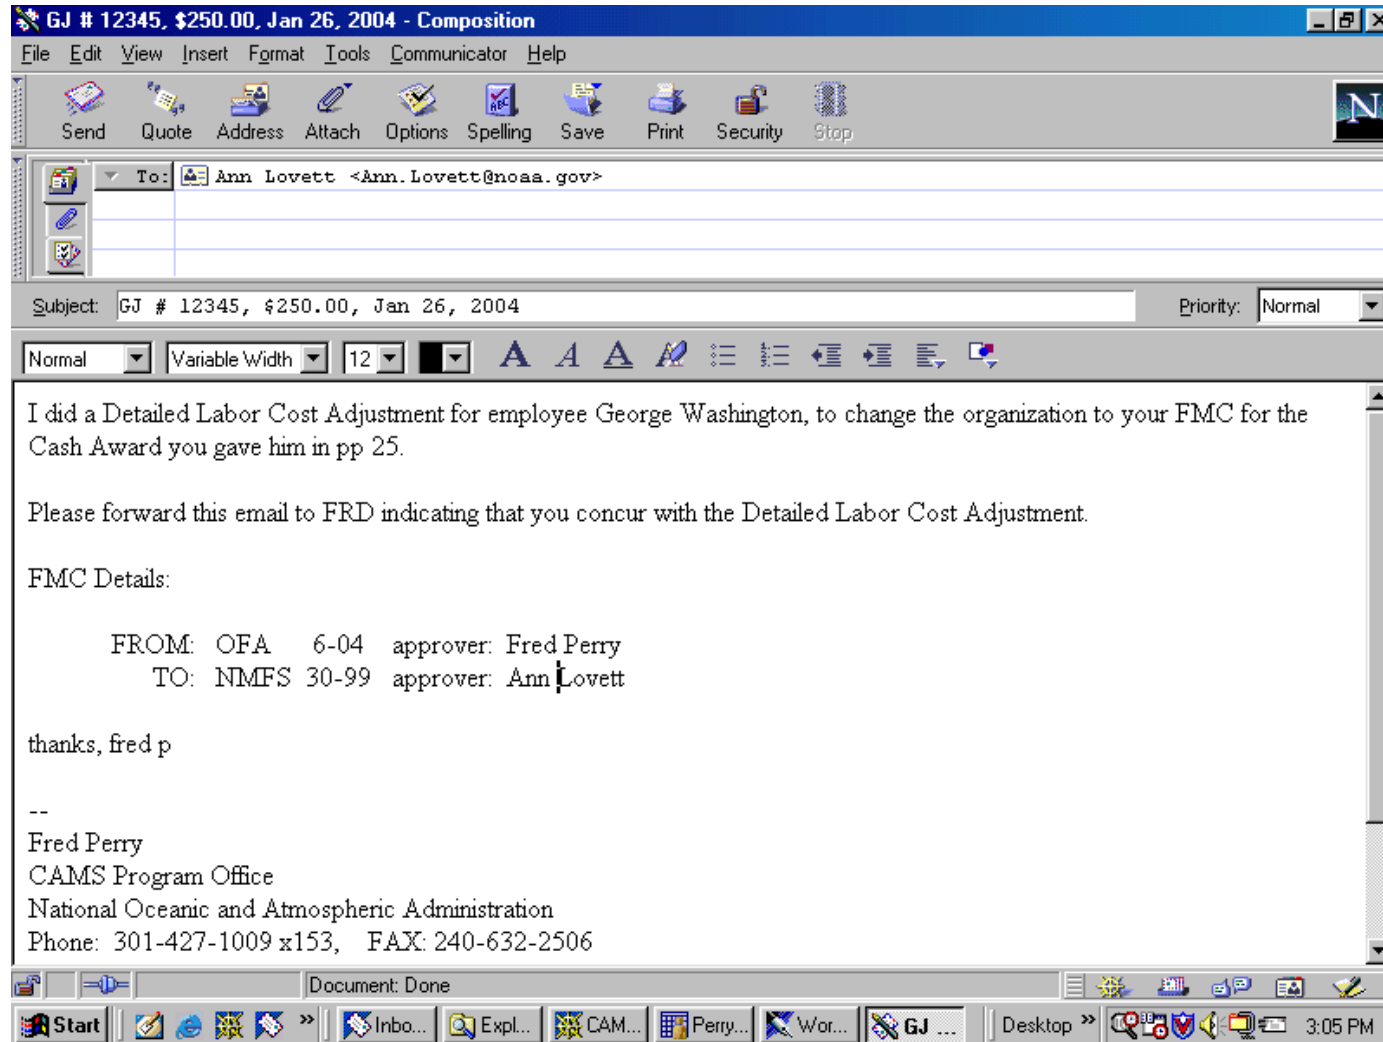 GJ # 12345, $250.00, Jan 26, 2004 - Composition
File Edit View Insert Format Tools Communicator Help
Send Quote Address Attach Options Spelling Save Print Security Stop
N
To: Ann Lovett <Ann.Lovett@noaa.gov>
Subject: GJ # 12345, $250.00, Jan 26, 2004 Priority: Normal
Normal Variable Width 12 A A A
I did a Detailed Labor Cost Adjustment for employee George Washington, to change the organization to your FMC for the
Cash Award you gave him in pp 25.
Please forward this email to FRD indicating that you concur with the Detailed Labor Cost Adjustment.
FMC Details:
FROM: OFA 6-04 approver: Fred Perry
TO: NMFS 30-99 approver: Ann Lovett
thanks, fred p
--
Fred Perry
CAMS Program Office
National Oceanic and Atmospheric Administration
Phone: 301-427-1009 x153, FAX: 240-632-2506
Document: Done
Start » Inbo... Expl... CAM... Perry... Wor... GJ ... Desktop » 3:05 PM